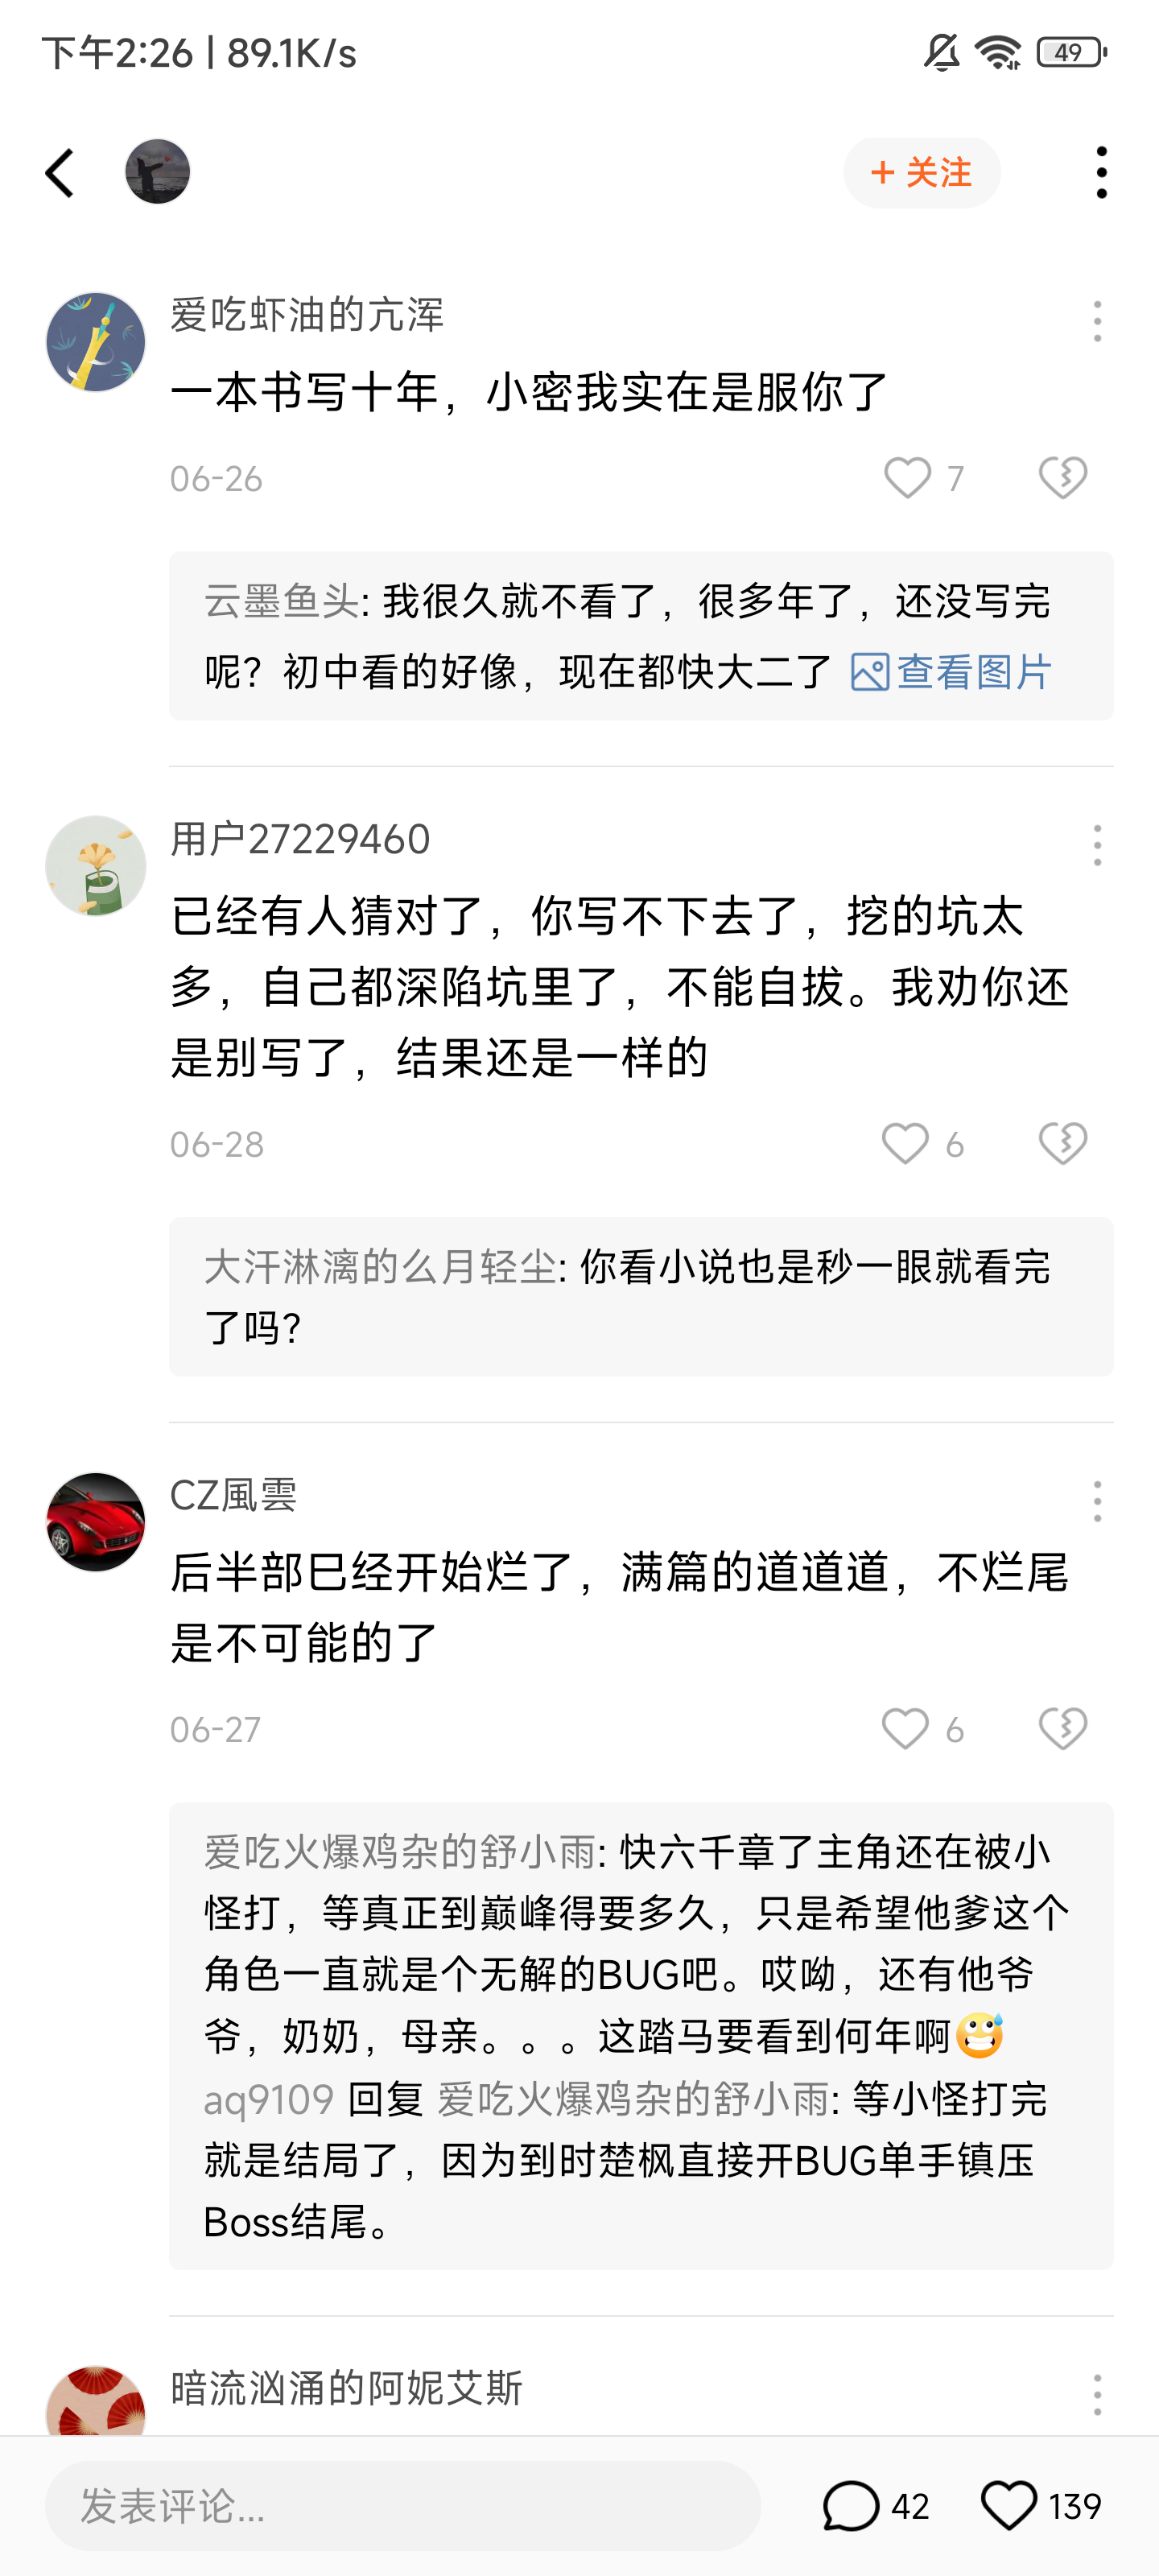 下午2:26 | 89.1K/s
49
+ 关注
爱吃虾油的亢浑
一本书写十年，小密我实在是服你了
06-26
7
云墨鱼头: 我很久就不看了，很多年了，还没写完
呢？初中看的好像，现在都快大二了 查看图片
用户27229460
已经有人猜对了，你写不下去了，挖的坑太
多，自己都深陷坑里了，不能自拔。我劝你还
是别写了，结果还是一样的
06-28
6
大汗淋漓的么月轻尘: 你看小说也是秒一眼就看完
了吗？
CZ風雲
后半部巳经开始烂了，满篇的道道道，不烂尾
是不可能的了
06-27
6
爱吃火爆鸡杂的舒小雨: 快六千章了主角还在被小
怪打，等真正到巅峰得要多久，只是希望他爹这个
角色一直就是个无解的BUG吧。哎呦，还有他爷
爷，奶奶，母亲。。。这踏马要看到何年啊😅
aq9109 回复 爱吃火爆鸡杂的舒小雨: 等小怪打完
就是结局了，因为到时楚枫直接开BUG单手镇压
Boss结尾。
暗流汹涌的阿妮艾斯
发表评论...
42
139